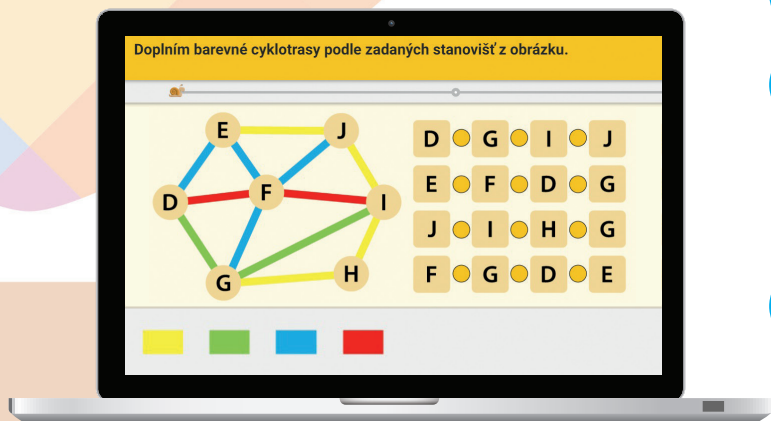 Doplním barevné cyklotrasy podle zadaných stanovišť z obrázku.
E J
D F I
G H
D G I J
E F D G
J I H G
F G D E